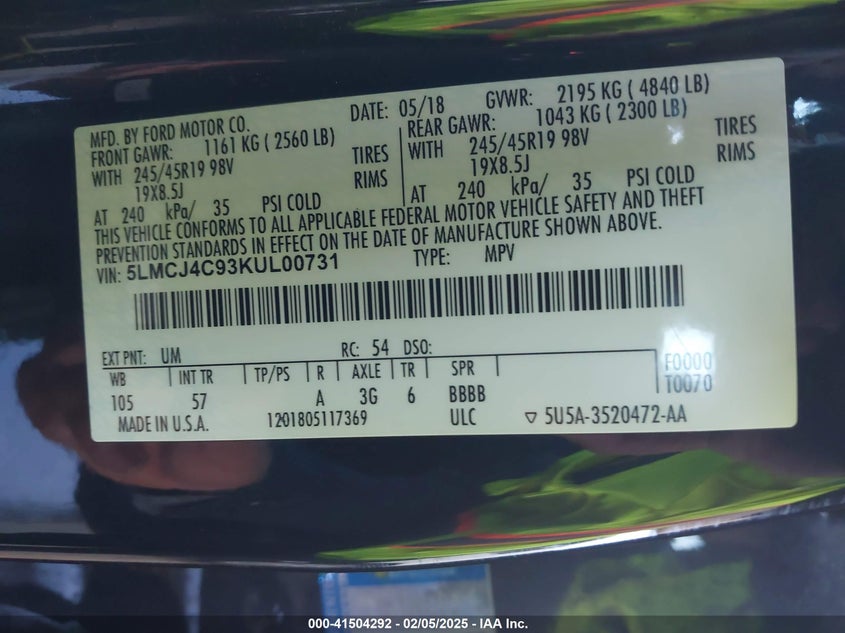 MFD. BY FORD MOTOR CO. DATE: 05/18 GVWR: 2195 KG ( 4840 LB)
FRONT GAWR: 1161 KG ( 2560 LB) REAR GAWR: 1043 KG ( 2300 LB)
WITH 245/45R19 98V TIRES WITH 245/45R19 98V TIRES
19X8.5J RIMS 19X8.5J RIMS
AT 240 kPa/ 35 PSI COLD AT 240 kPa/ 35 PSI COLD
THIS VEHICLE CONFORMS TO ALL APPLICABLE FEDERAL MOTOR VEHICLE SAFETY AND THEFT
PREVENTION STANDARDS IN EFFECT ON THE DATE OF MANUFACTURE SHOWN ABOVE.
VIN: 5LMCJ4C93KUL00731 TYPE: MPV
EXT PNT: UM RC: 54 DSO:
WB INT TR TP/PS R AXLE TR SPR F0000
105 57 A 3G 6 BBBB T0070
MADE IN U.S.A. 1201805117369 ULC ▽ 5U5A-3520472-AA
000-41504292 - 02/05/2025 - IAA Inc.